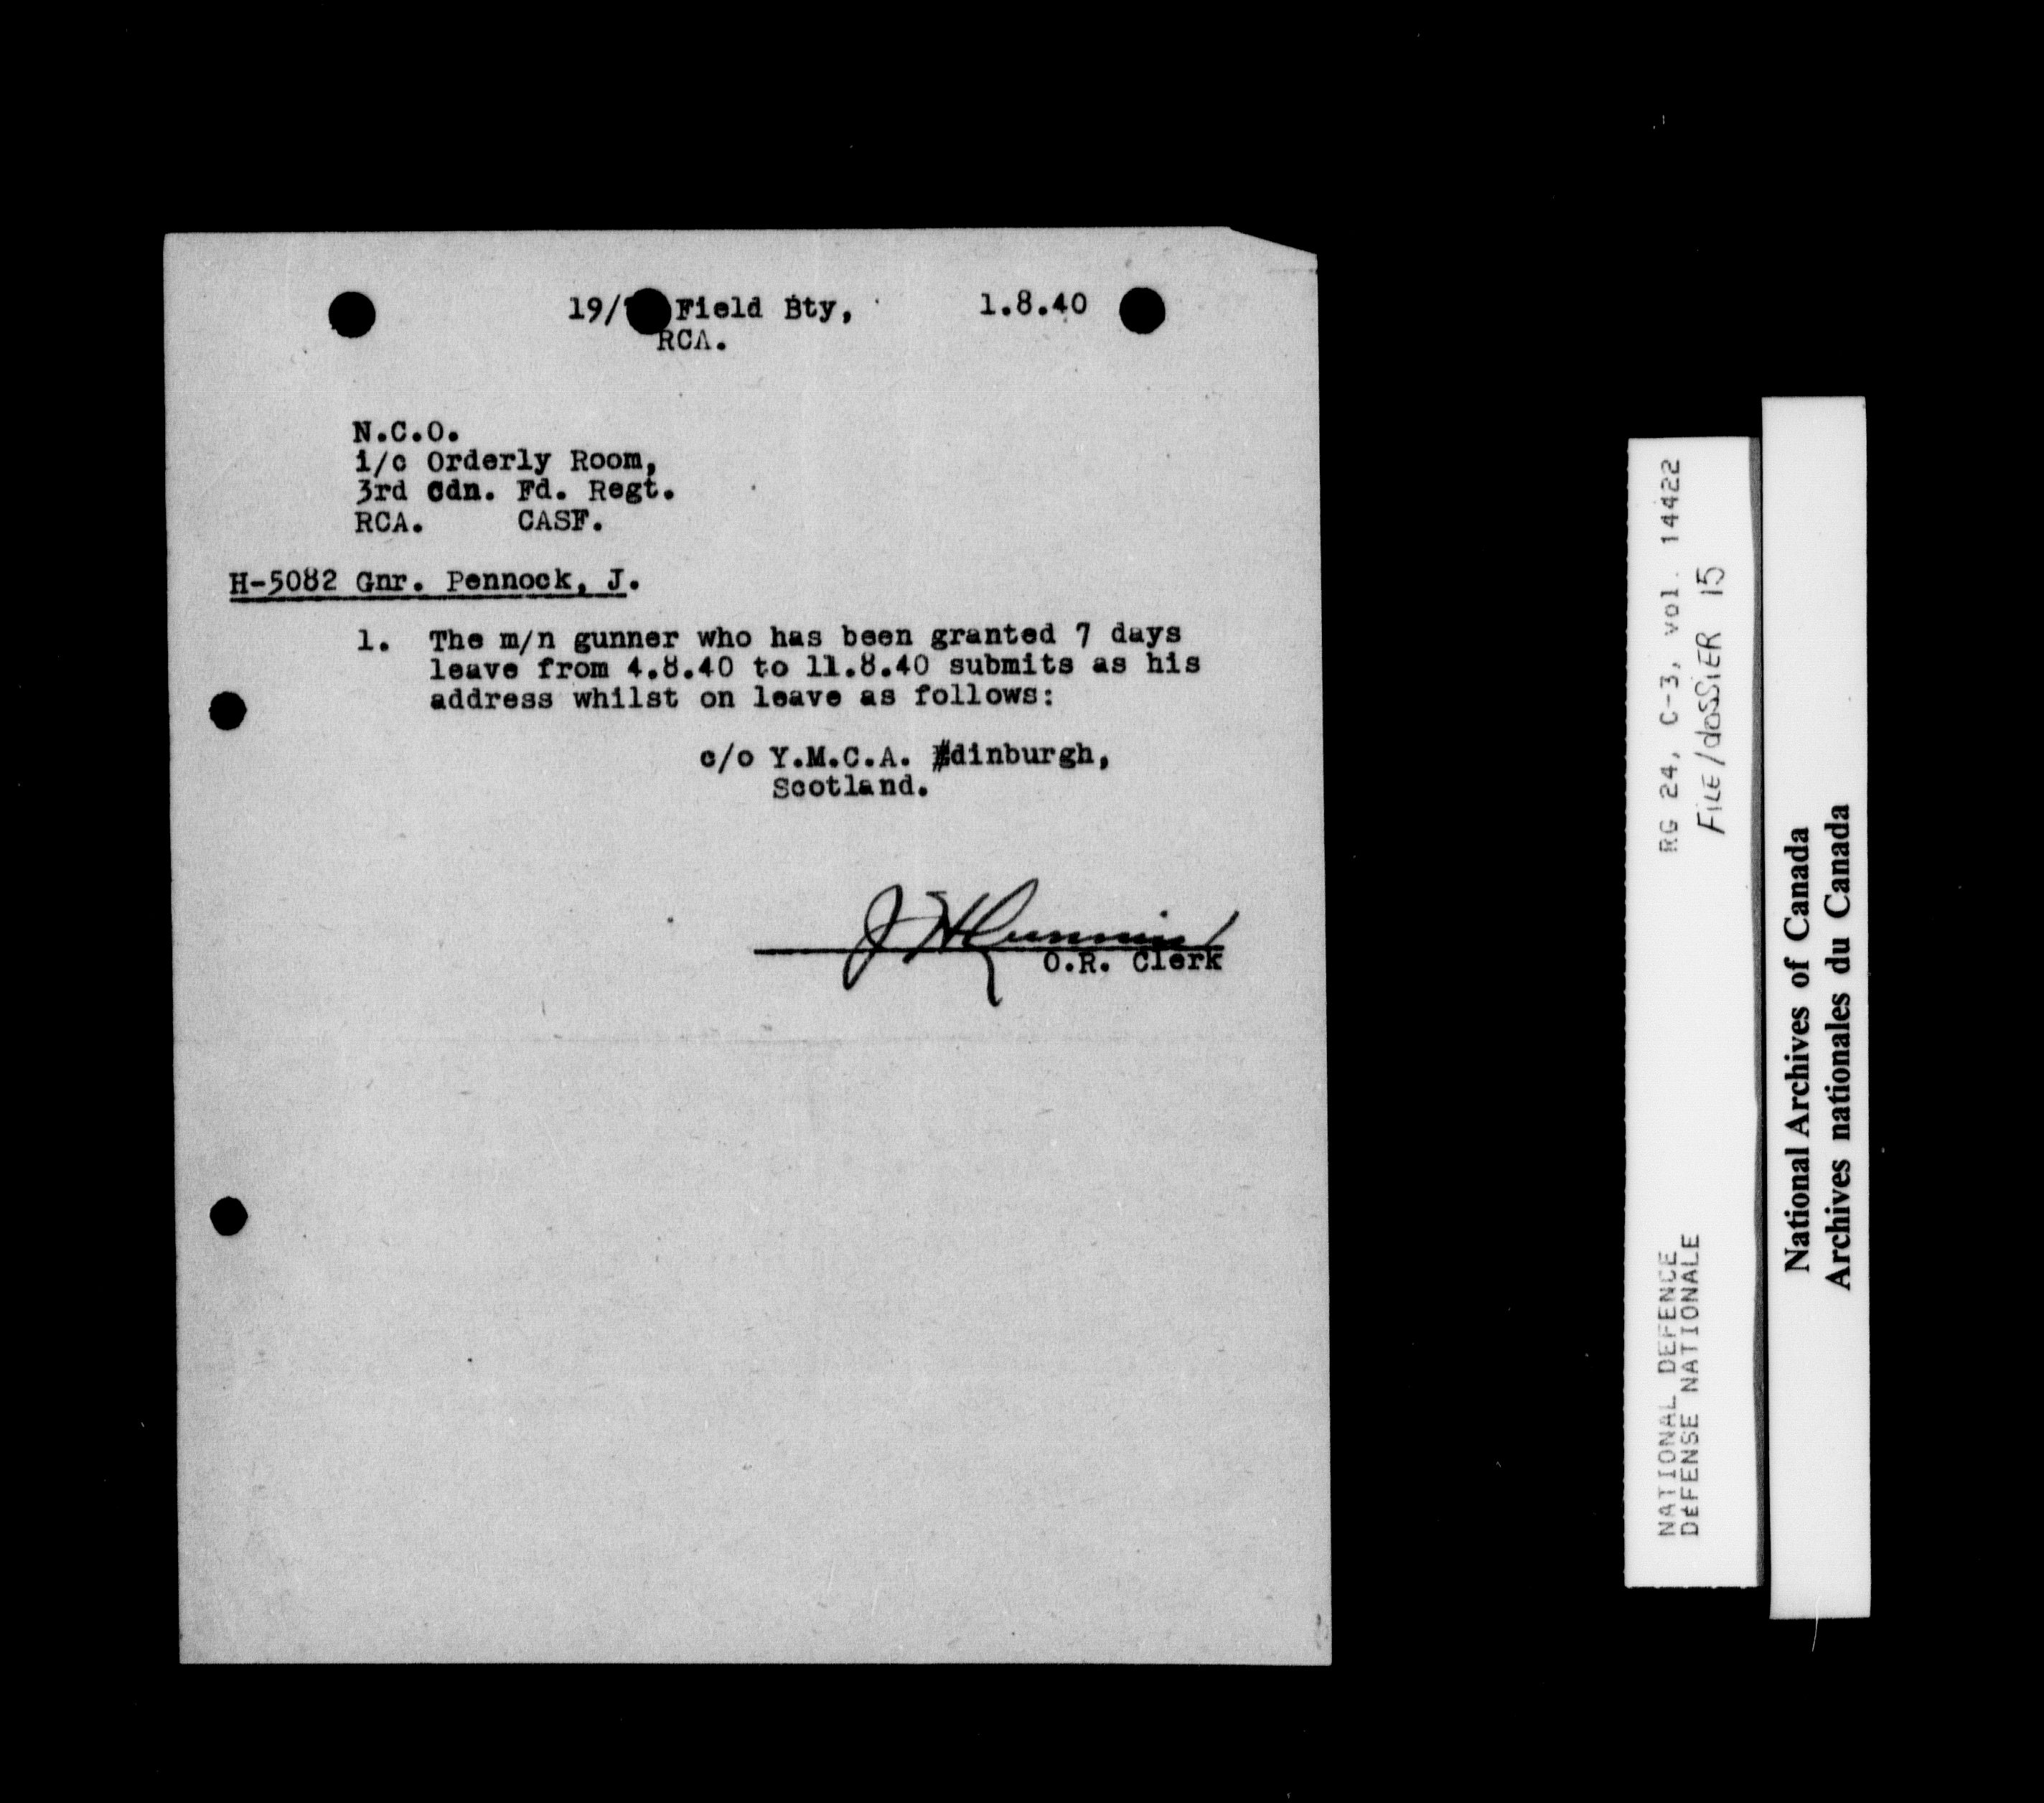 19/ Field Bty, 1.8.40
RCA.
N.C.O.
i/c Orderly Room,
3rd Cdn. Fd. Regt.
RCA. CASF.
H-5082 Gnr. Pennock, J.
1. The m/n gunner who has been granted 7 days
leave from 4.8.40 to 11.8.40 submits as his
address whilst on leave as follows:
c/o Y.M.C.A. Edinburgh,
Scotland.
O.R. Clerk
RG 24, C-3, vol. 14422
FILE/dossier 15
NATIONAL DEFENCE
DÉFENSE NATIONALE
National Archives of Canada
Archives nationales du Canada